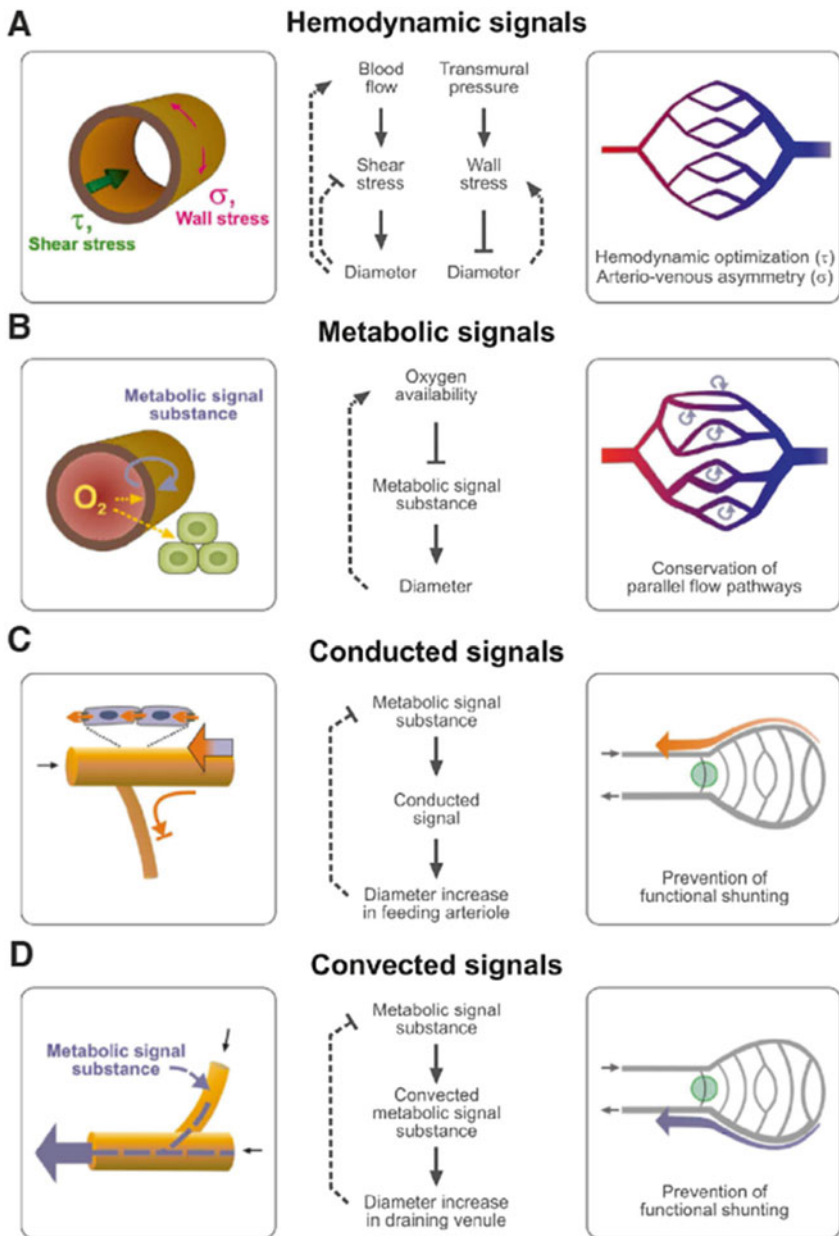 A
Hemodynamic signals
τ,
Shear stress
σ,
Wall stress
Blood
flow
Transmural
pressure
Shear
stress
Wall
stress
Diameter
Diameter
Hemodynamic optimization (τ)
Arterio-venous asymmetry (σ)
B
Metabolic signals
Metabolic signal
substance
O2
Oxygen
availability
Metabolic signal
substance
Diameter
Conservation of
parallel flow pathways
C
Conducted signals
Metabolic signal
substance
Conducted
signal
Diameter increase
in feeding arteriole
Prevention of
functional shunting
D
Convected signals
Metabolic signal
substance
Metabolic signal
substance
Convected
metabolic signal
substance
Diameter increase
in draining venule
Prevention of
functional shunting